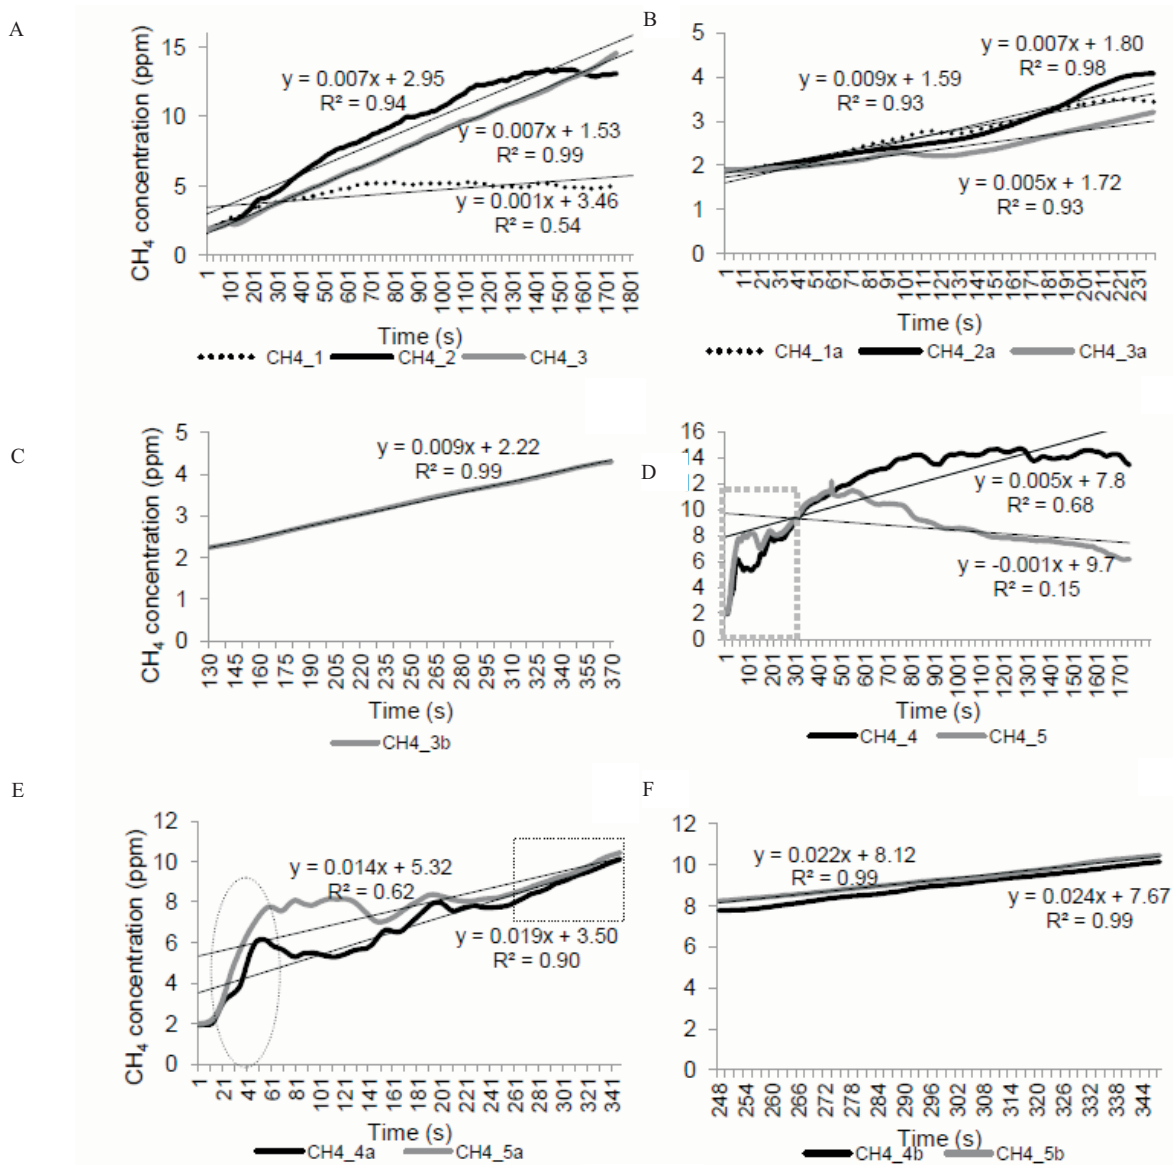 A
CH₄ concentration (ppm)
15
10
5
0
y = 0.007x + 2.95
R² = 0.94
y = 0.007x + 1.53
R² = 0.99
y = 0.001x + 3.46
R² = 0.54
1 101 201 301 401 501 601 701 801 901 1001 1101 1201 1301 1401 1501 1601 1701 1801
Time (s)
CH4_1 CH4_2 CH4_3
B
5
4
3
2
1
0
y = 0.007x + 1.80
R² = 0.98
y = 0.009x + 1.59
R² = 0.93
y = 0.005x + 1.72
R² = 0.93
1 11 21 31 41 51 61 71 81 91 101 111 121 131 141 151 161 171 181 191 201 211 221 231
Time (s)
CH4_1a CH4_2a CH4_3a
C
CH₄ concentration (ppm)
5
4
3
2
1
0
y = 0.009x + 2.22
R² = 0.99
130 145 160 175 190 205 220 235 250 265 280 295 310 325 340 355 370
Time (s)
CH4_3b
D
16
14
12
10
8
6
4
2
0
y = 0.005x + 7.8
R² = 0.68
y = -0.001x + 9.7
R² = 0.15
1 101 201 301 401 501 601 701 801 901 1001 1101 1201 1301 1401 1501 1601 1701
Time (s)
CH4_4 CH4_5
E
CH₄ concentration (ppm)
12
10
8
6
4
2
0
y = 0.014x + 5.32
R² = 0.62
y = 0.019x + 3.50
R² = 0.90
1 21 41 61 81 101 121 141 161 181 201 221 241 261 281 301 321 341
Time (s)
CH4_4a CH4_5a
F
12
10
8
6
4
2
0
y = 0.022x + 8.12
R² = 0.99
y = 0.024x + 7.67
R² = 0.99
248 254 260 266 272 278 284 290 296 302 308 314 320 326 332 338 344
Time (s)
CH4_4b CH4_5b